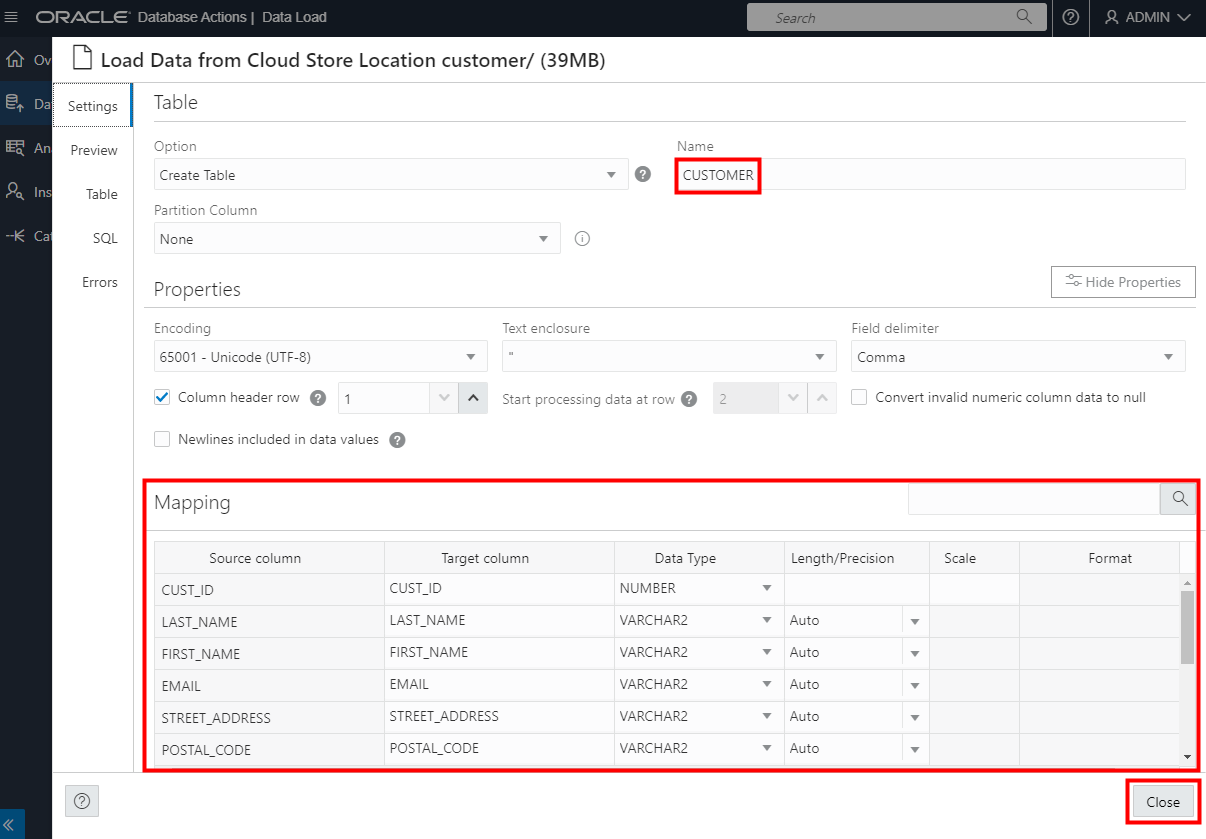 ORACLE® Database Actions | Data Load
Search
ADMIN
Ov
Da
An
Ins
Cat
Load Data from Cloud Store Location customer/ (39MB)
Settings
Preview
Table
SQL
Errors
Table
Option Name
Create Table ? CUSTOMER
Partition Column
None i
Properties Hide Properties
Encoding Text enclosure Field delimiter
65001 - Unicode (UTF-8) " Comma
Column header row ? 1 Start processing data at row ? 2 Convert invalid numeric column data to null
Newlines included in data values ?
Mapping
Source column Target column Data Type Length/Precision Scale Format
CUST_ID CUST_ID NUMBER
LAST_NAME LAST_NAME VARCHAR2 Auto
FIRST_NAME FIRST_NAME VARCHAR2 Auto
EMAIL EMAIL VARCHAR2 Auto
STREET_ADDRESS STREET_ADDRESS VARCHAR2 Auto
POSTAL_CODE POSTAL_CODE VARCHAR2 Auto
? Close